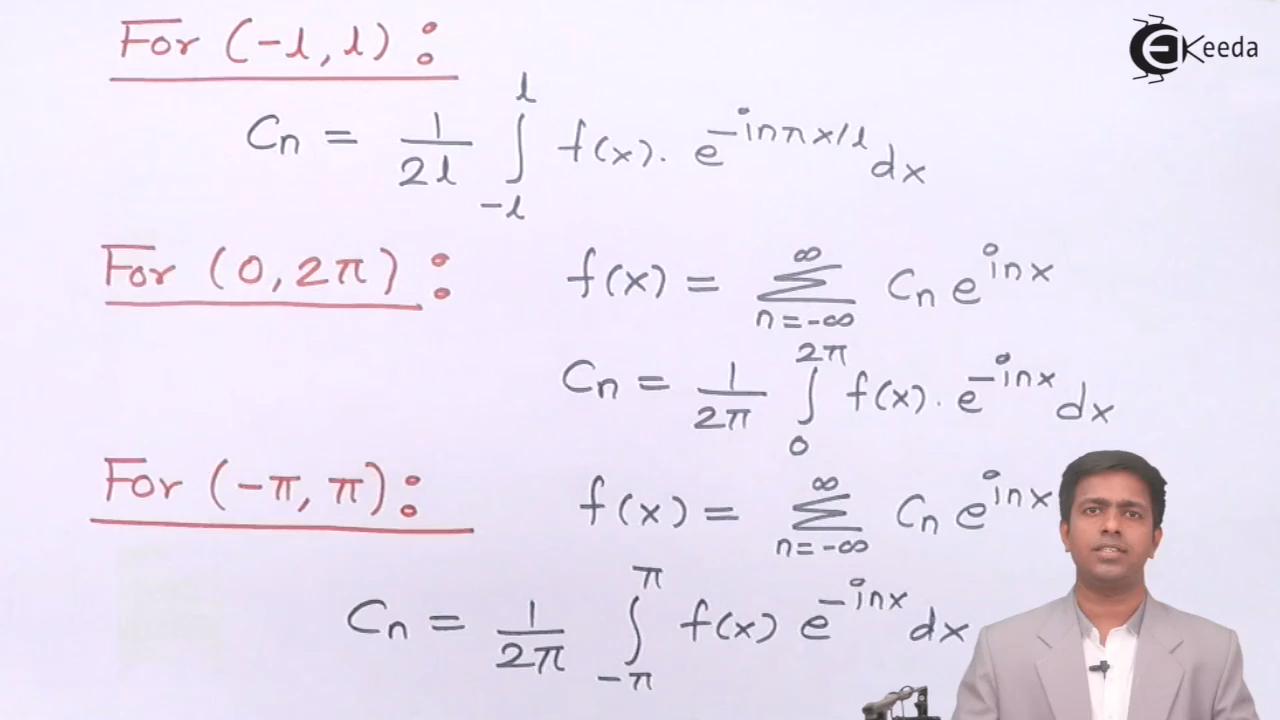 For (-l, l) :
EKeeda
Cn = 1/2l ∫_{-l}^{l} f(x). e^{-inπx/l} dx
For (0, 2π) : f(x) = Σ_{n=-∞}^{∞} Cn e^{inx}
Cn = 1/2π ∫_{0}^{2π} f(x). e^{-inx} dx
For (-π, π) : f(x) = Σ_{n=-∞}^{∞} Cn e^{inx}
Cn = 1/2π ∫_{-π}^{π} f(x) e^{-inx} dx